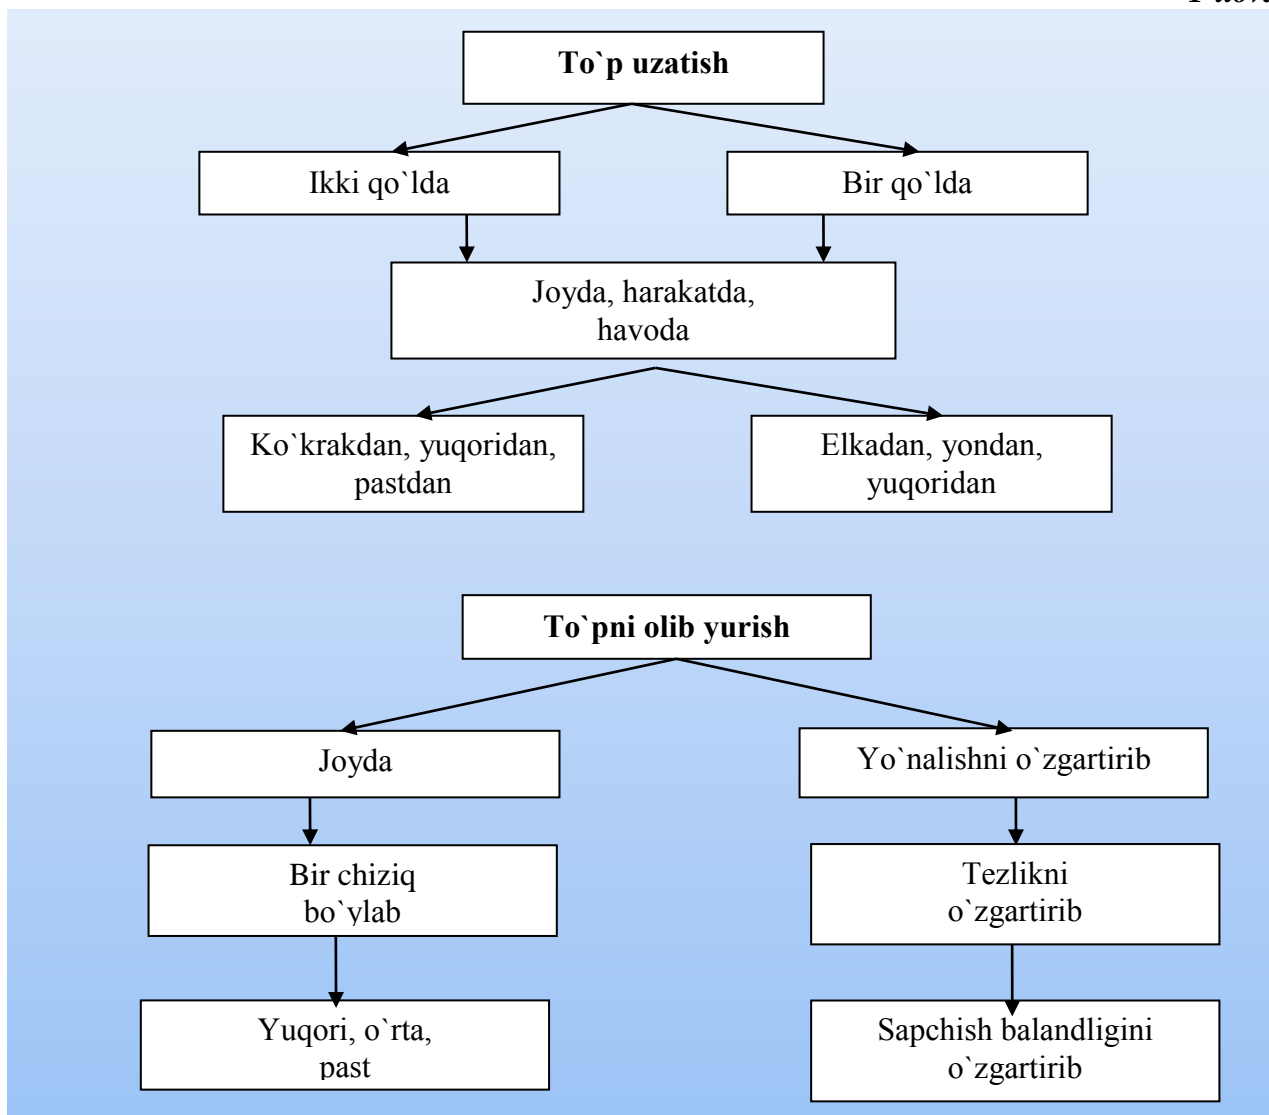 To`p uzatish
Ikki qo`lda
Bir qo`lda
Joyda, harakatda,
havoda
Ko`krakdan, yuqoridan,
pastdan
Elkadan, yondan,
yuqoridan
To`pni olib yurish
Joyda
Yo`nalishni o`zgartirib
Bir chiziq
bo`ylab
Tezlikni
o`zgartirib
Yuqori, o`rta,
past
Sapchish balandligini
o`zgartirib